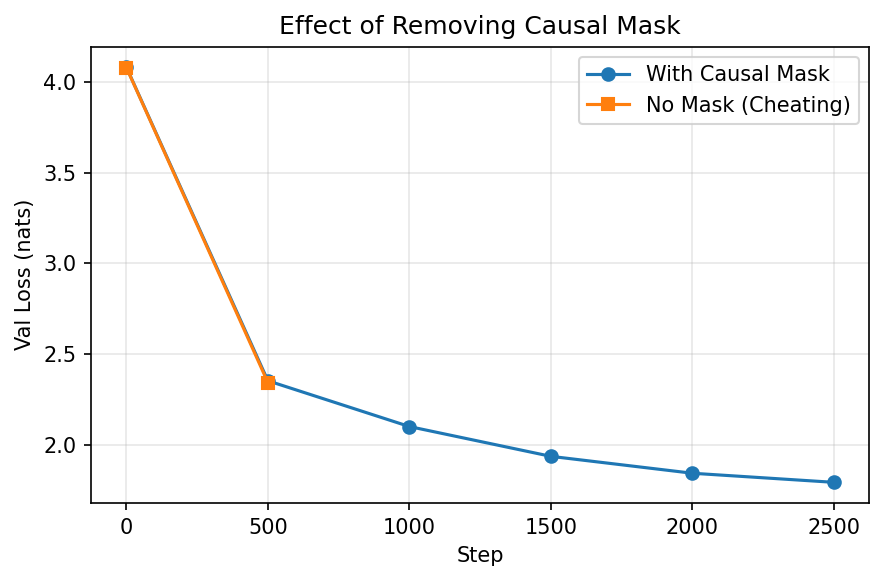 Effect of Removing Causal Mask
With Causal Mask
No Mask (Cheating)
Val Loss (nats)
4.0
3.5
3.0
2.5
2.0
0 500 1000 1500 2000 2500
Step